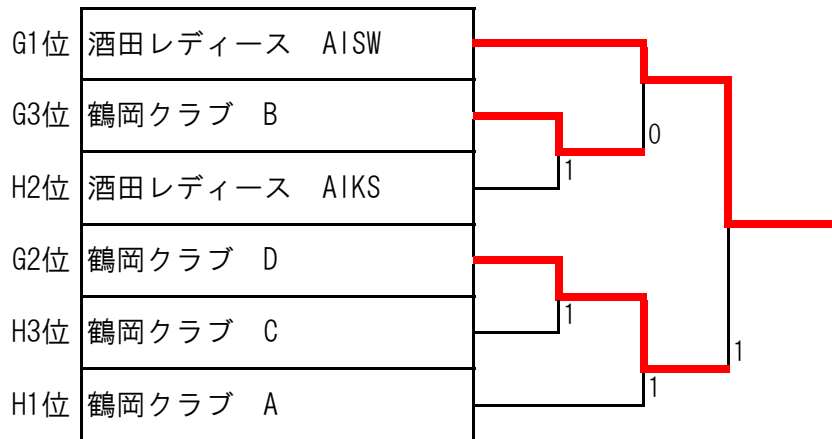 G1位 酒田レディース AISW
G3位 鶴岡クラブ B
0
1
H2位 酒田レディース AIKS
G2位 鶴岡クラブ D
1
H3位 鶴岡クラブ C
1
1
H1位 鶴岡クラブ A